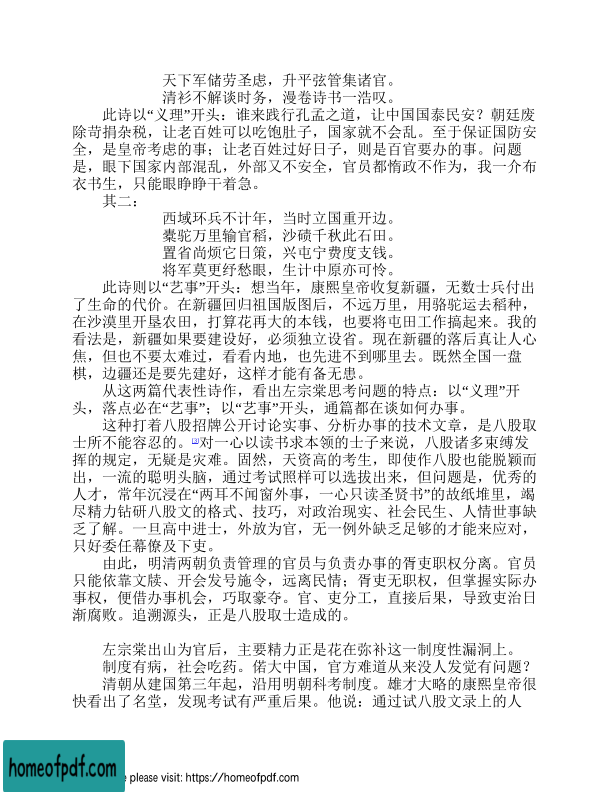 天下军储劳圣虑，升平弦管集诸官。
清衫不解谈时务，漫卷诗书一浩叹。
此诗以“义理”开头：谁来践行孔孟之道，让中国国泰民安？朝廷废
除苛捐杂税，让老百姓可以吃饱肚子，国家就不会乱。至于保证国防安
全，是皇帝考虑的事；让老百姓过好日子，则是百官要办的事。问题
是，眼下国家内部混乱，外部又不安全，官员都惰政不作为，我一介布
衣书生，只能眼睁睁干着急。
其二：
西域环兵不计年，当时立国重开边。
橐驼万里输官稻，沙碛千秋此石田。
置省尚烦它日策，兴屯宁费度支钱。
将军莫更纾愁眼，生计中原亦可怜。
此诗则以“艺事”开头：想当年，康熙皇帝收复新疆，无数士兵付出
了生命的代价。在新疆回归祖国版图后，不远万里，用骆驼运去稻种，
在沙漠里开垦农田，打算花再大的本钱，也要将屯田工作搞起来。我的
看法是，新疆如果要建设好，必须独立设省。现在新疆的落后真让人心
焦，但也不要太难过，看看内地，也先进不到哪里去。既然全国一盘
棋，边疆还是要先建好，这样才能有备无患。
从这两篇代表性诗作，看出左宗棠思考问题的特点：以“义理”开
头，落点必在“艺事”；以“艺事”开头，通篇都在谈如何办事。
这种打着八股招牌公开讨论实事、分析办事的技术文章，是八股取
士所不能容忍的。对一心以读书求本领的士子来说，八股诸多束缚发
挥的规定，无疑是灾难。固然，天资高的考生，即使作八股也能脱颖而
出，一流的聪明头脑，通过考试照样可以选拔出来，但问题是，优秀的
人才，常年沉浸在“两耳不闻窗外事，一心只读圣贤书”的故纸堆里，竭
尽精力钻研八股文的格式、技巧，对政治现实、社会民生、人情世事缺
乏了解。一旦高中进士，外放为官，无一例外缺乏足够的才能来应对，
只好委任幕僚及下吏。
由此，明清两朝负责管理的官员与负责办事的胥吏职权分离。官员
只能依靠文牍、开会发号施令，远离民情；胥吏无职权，但掌握实际办
事权，便借办事机会，巧取豪夺。官、吏分工，直接后果，导致吏治日
渐腐败。追溯源头，正是八股取士造成的。
左宗棠出山为官后，主要精力正是花在弥补这一制度性漏洞上。
制度有病，社会吃药。偌大中国，官方难道从来没人发觉有问题？
清朝从建国第三年起，沿用明朝科考制度。雄才大略的康熙皇帝很
快看出了名堂，发现考试有严重后果。他说：通过试八股文录上的人
homeofpdf.com
e please visit: https://homeofpdf.com